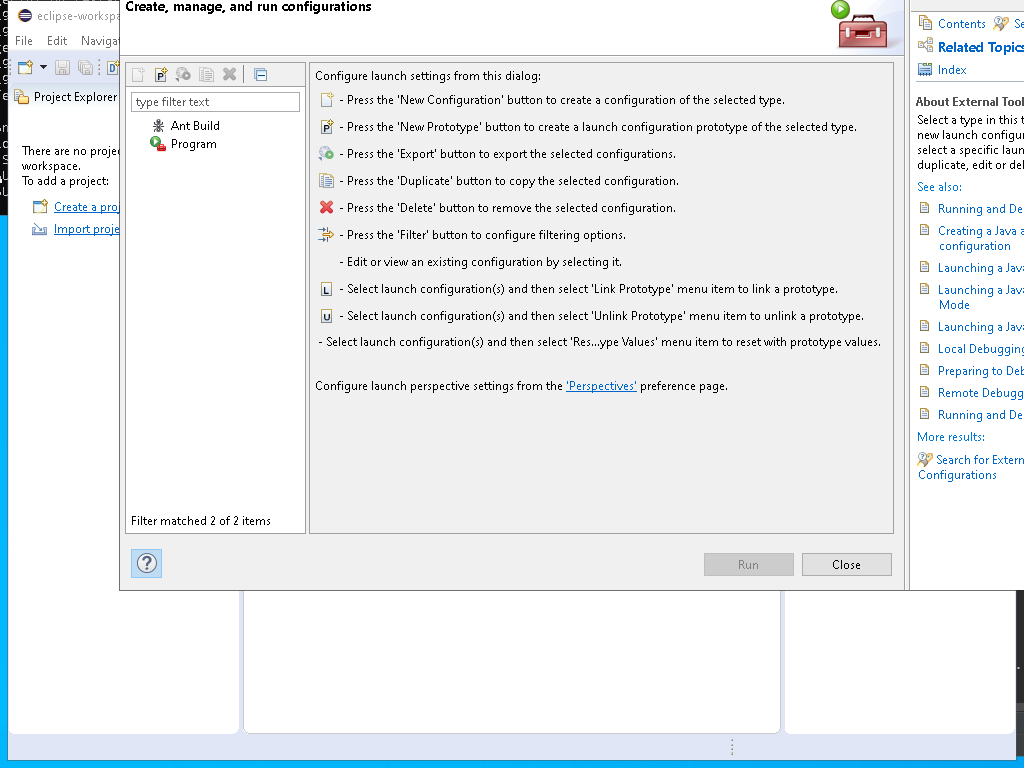 Create, manage, and run configurations
eclipse-workspa
File Edit Navigat
Project Explorer
There are no projec
workspace.
To add a project:
Create a proj
Import proje
type filter text
Ant Build
Program
Filter matched 2 of 2 items
Configure launch settings from this dialog:
- Press the 'New Configuration' button to create a configuration of the selected type.
- Press the 'New Prototype' button to create a launch configuration prototype of the selected type.
- Press the 'Export' button to export the selected configurations.
- Press the 'Duplicate' button to copy the selected configuration.
- Press the 'Delete' button to remove the selected configuration.
- Press the 'Filter' button to configure filtering options.
- Edit or view an existing configuration by selecting it.
L - Select launch configuration(s) and then select 'Link Prototype' menu item to link a prototype.
U - Select launch configuration(s) and then select 'Unlink Prototype' menu item to unlink a prototype.
- Select launch configuration(s) and then select 'Res...ype Values' menu item to reset with prototype values.
Configure launch perspective settings from the 'Perspectives' preference page.
Run Close
Contents Se
Related Topics
Index
About External Tool
Select a type in this t
new launch configur
select a specific laun
duplicate, edit or del
See also:
Running and De
Creating a Java a
configuration
Launching a Java
Launching a Java
Mode
Launching a Java
Local Debugging
Preparing to Deb
Remote Debugg
Running and De
More results:
Search for Extern
Configurations